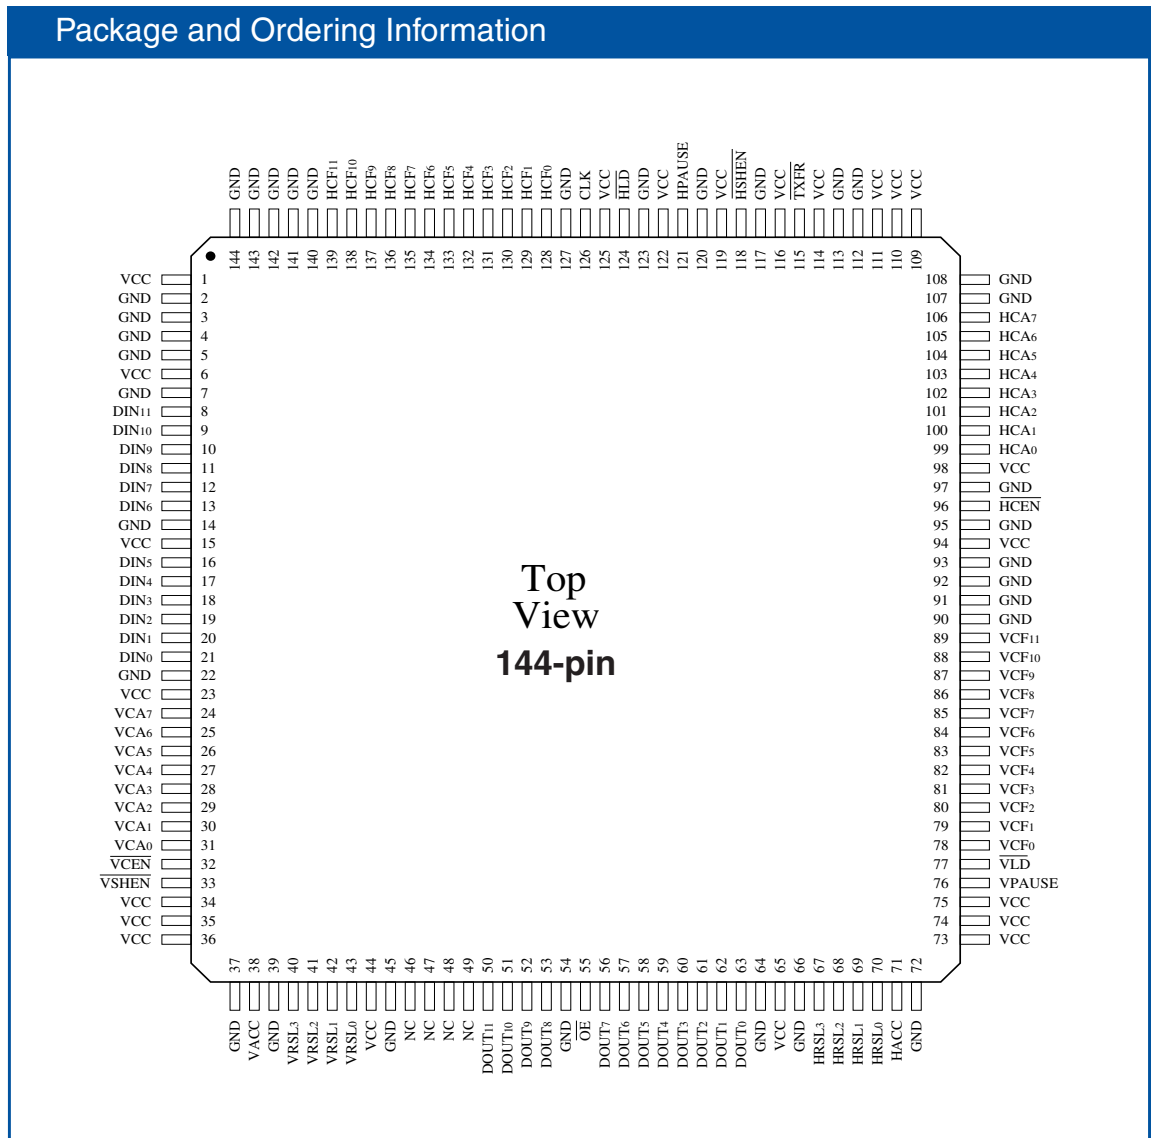 Package and Ordering Information
GND GND GND GND GND HCF11 HCF10 HCF9 HCF8 HCF7 HCF6 HCF5 HCF4 HCF3 HCF2 HCF1 HCF0 GND CLK VCC HLD GND VCC HPAUSE GND VCC HSHEN GND VCC TXFR VCC GND GND VCC VCC VCC
144 143 142 141 140 139 138 137 136 135 134 133 132 131 130 129 128 127 126 125 124 123 122 121 120 119 118 117 116 115 114 113 112 111 110 109
VCC 1 108 GND
GND 2 107 GND
GND 3 106 HCA7
GND 4 105 HCA6
GND 5 104 HCA5
VCC 6 103 HCA4
GND 7 102 HCA3
DIN11 8 101 HCA2
DIN10 9 100 HCA1
DIN9 10 99 HCA0
DIN8 11 98 VCC
DIN7 12 97 GND
DIN6 13 96 HCEN
GND 14 95 GND
VCC 15 94 VCC
DIN5 16 93 GND
DIN4 17 92 GND
DIN3 18 91 GND
DIN2 19 90 GND
DIN1 20 89 VCF11
DIN0 21 88 VCF10
GND 22 87 VCF9
VCC 23 86 VCF8
VCA7 24 85 VCF7
VCA6 25 84 VCF6
VCA5 26 83 VCF5
VCA4 27 82 VCF4
VCA3 28 81 VCF3
VCA2 29 80 VCF2
VCA1 30 79 VCF1
VCA0 31 78 VCF0
VCEN 32 77 VLD
VSHEN 33 76 VPAUSE
VCC 34 75 VCC
VCC 35 74 VCC
VCC 36 73 VCC
Top
View
144-pin
37 38 39 40 41 42 43 44 45 46 47 48 49 50 51 52 53 54 55 56 57 58 59 60 61 62 63 64 65 66 67 68 69 70 71 72
GND VACC GND VRSL3 VRSL2 VRSL1 VRSL0 VCC GND NC NC NC NC DOUT11 DOUT10 DOUT9 DOUT8 GND OE DOUT7 DOUT6 DOUT5 DOUT4 DOUT3 DOUT2 DOUT1 DOUT0 GND VCC GND HRSL3 HRSL2 HRSL1 HRSL0 HACC GND